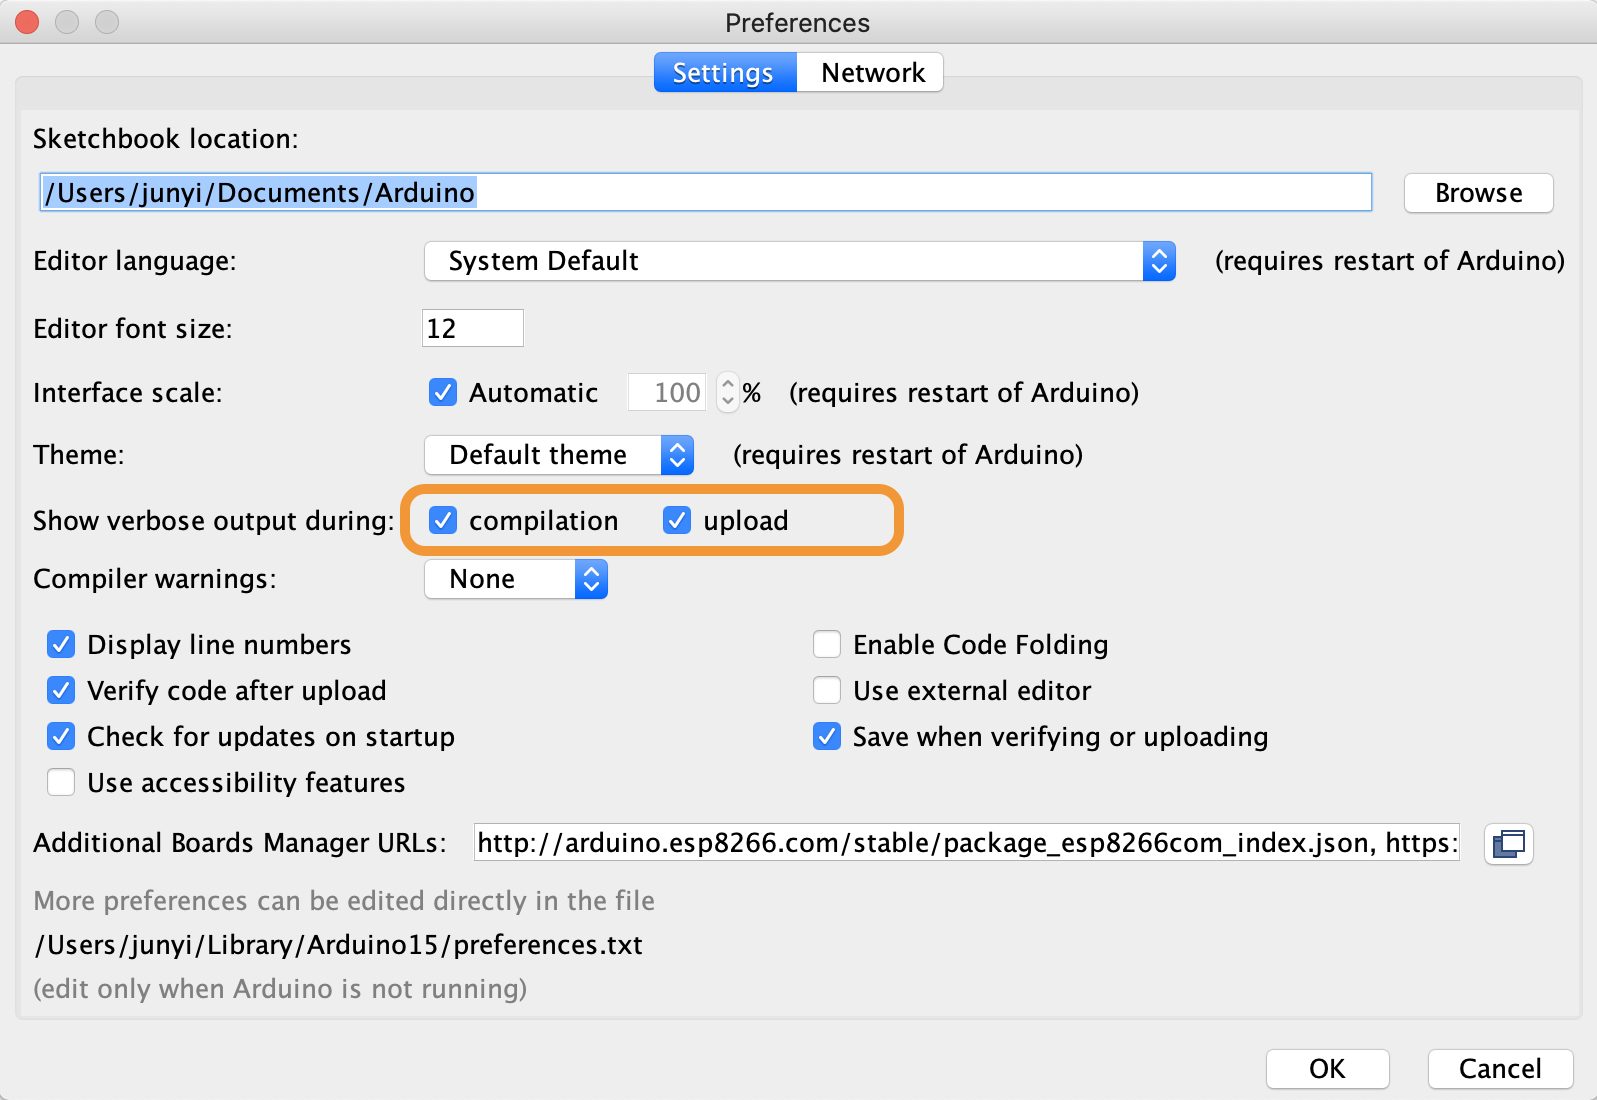 Preferences
Settings Network
Sketchbook location:
/Users/junyi/Documents/Arduino Browse
Editor language: System Default (requires restart of Arduino)
Editor font size: 12
Interface scale: Automatic 100 % (requires restart of Arduino)
Theme: Default theme (requires restart of Arduino)
Show verbose output during: compilation upload
Compiler warnings: None
Display line numbers Enable Code Folding
Verify code after upload Use external editor
Check for updates on startup Save when verifying or uploading
Use accessibility features
Additional Boards Manager URLs: http://arduino.esp8266.com/stable/package_esp8266com_index.json, https:
More preferences can be edited directly in the file
/Users/junyi/Library/Arduino15/preferences.txt
(edit only when Arduino is not running)
OK Cancel